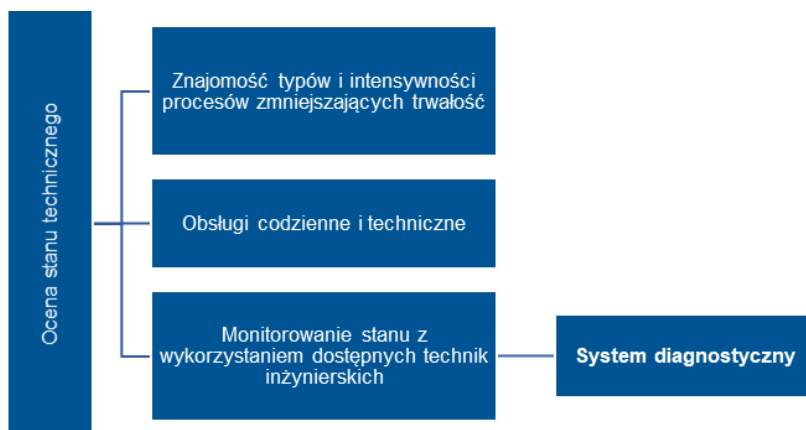 Ocena stanu technicznego
Znajomość typów i intensywności
procesów zmniejszających trwałość
Obsługi codzienne i techniczne
Monitorowanie stanu z
wykorzystaniem dostępnych technik
inżynierskich
System diagnostyczny